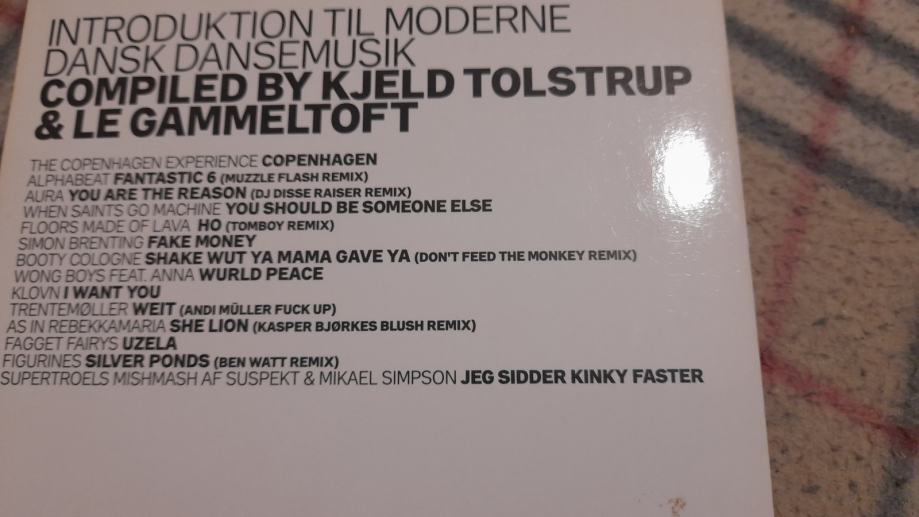 INTRODUKTION TIL MODERNE
DANSK DANSEMUSIK
COMPILED BY KJELD TOLSTRUP
& LE GAMMELTOFT
THE COPENHAGEN EXPERIENCE COPENHAGEN
ALPHABEAT FANTASTIC 6 (MUZZLE FLASH REMIX)
AURA YOU ARE THE REASON (DJ DISSE RAISER REMIX)
WHEN SAINTS GO MACHINE YOU SHOULD BE SOMEONE ELSE
FLOORS MADE OF LAVA HO (TOMBOY REMIX)
SIMON BRENTING FAKE MONEY
BOOTY COLOGNE SHAKE WUT YA MAMA GAVE YA (DON'T FEED THE MONKEY REMIX)
WONG BOYS FEAT. ANNA WURLD PEACE
KLOVN I WANT YOU
TRENTEMØLLER WEIT (ANDI MÜLLER FUCK UP)
AS IN REBEKKAMARIA SHE LION (KASPER BJØRKES BLUSH REMIX)
FAGGET FAIRYS UZELA
FIGURINES SILVER PONDS (BEN WATT REMIX)
SUPERTROELS MISHMASH AF SUSPEKT & MIKAEL SIMPSON JEG SIDDER KINKY FASTER